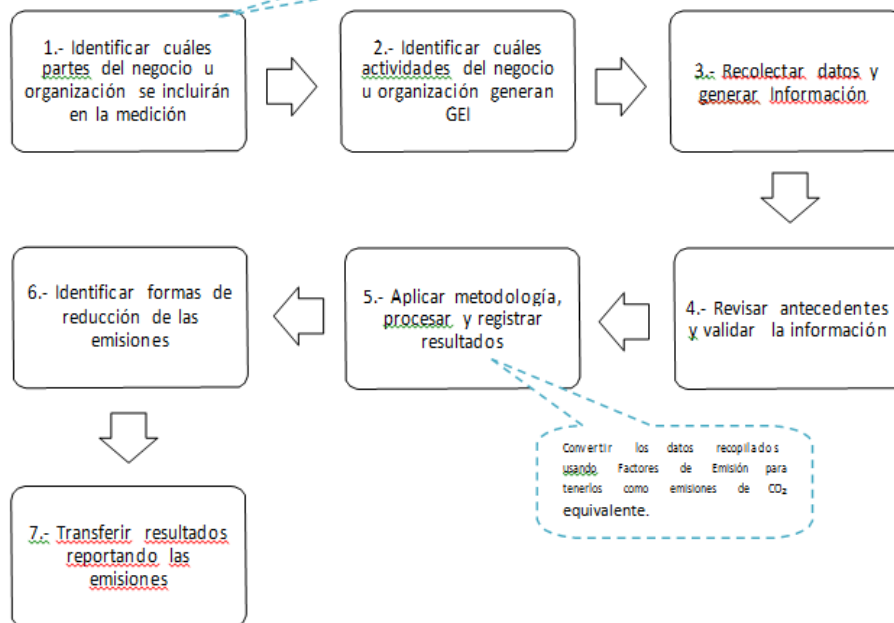 1.- Identificar cuáles
partes del negocio u
organización se incluirán
en la medición
2.- Identificar cuáles
actividades del negocio
u organización generan
GEI
3.- Recolectar datos y
generar Información
4.- Revisar antecedentes
y validar la información
5.- Aplicar metodología,
procesar y registrar
resultados
Convertir los datos recopilados
usando Factores de Emisión para
tenerlos como emisiones de CO₂
equivalente.
6.- Identificar formas de
reducción de las
emisiones
7.- Transferir resultados
reportando las
emisiones